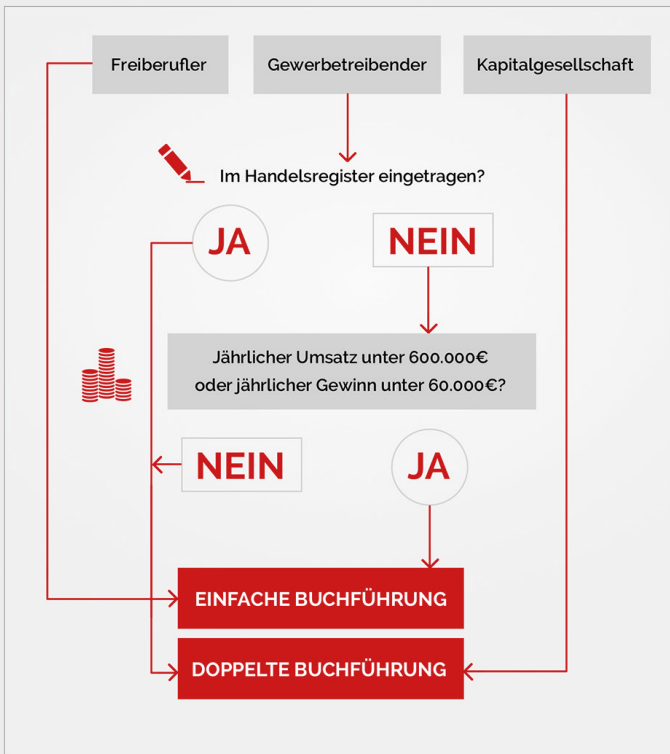 Freiberufler
Gewerbetreibender
Kapitalgesellschaft
Im Handelsregister eingetragen?
JA
NEIN
Jährlicher Umsatz unter 600.000€
oder jährlicher Gewinn unter 60.000€?
NEIN
JA
EINFACHE BUCHFÜHRUNG
DOPPELTE BUCHFÜHRUNG